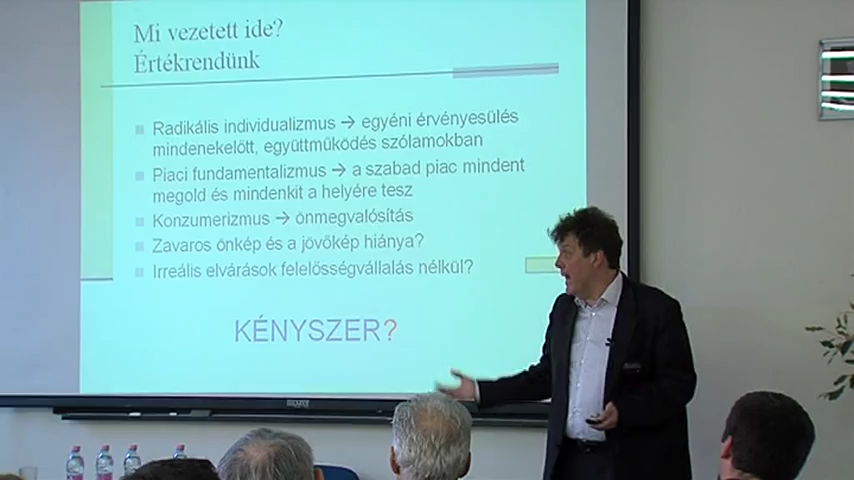 Mi vezetett ide?
Értékrendünk
Radikális individualizmus → egyéni érvényesülés
mindenekelőtt, együttműködés szólamokban
Piaci fundamentalizmus → a szabad piac mindent
megold és mindenkit a helyére tesz
Konzumerizmus → önmegvalósítás
Zavaros önkép és a jövőkép hiánya?
Irreális elvárások felelősségvállalás nélkül?
KÉNYSZER?